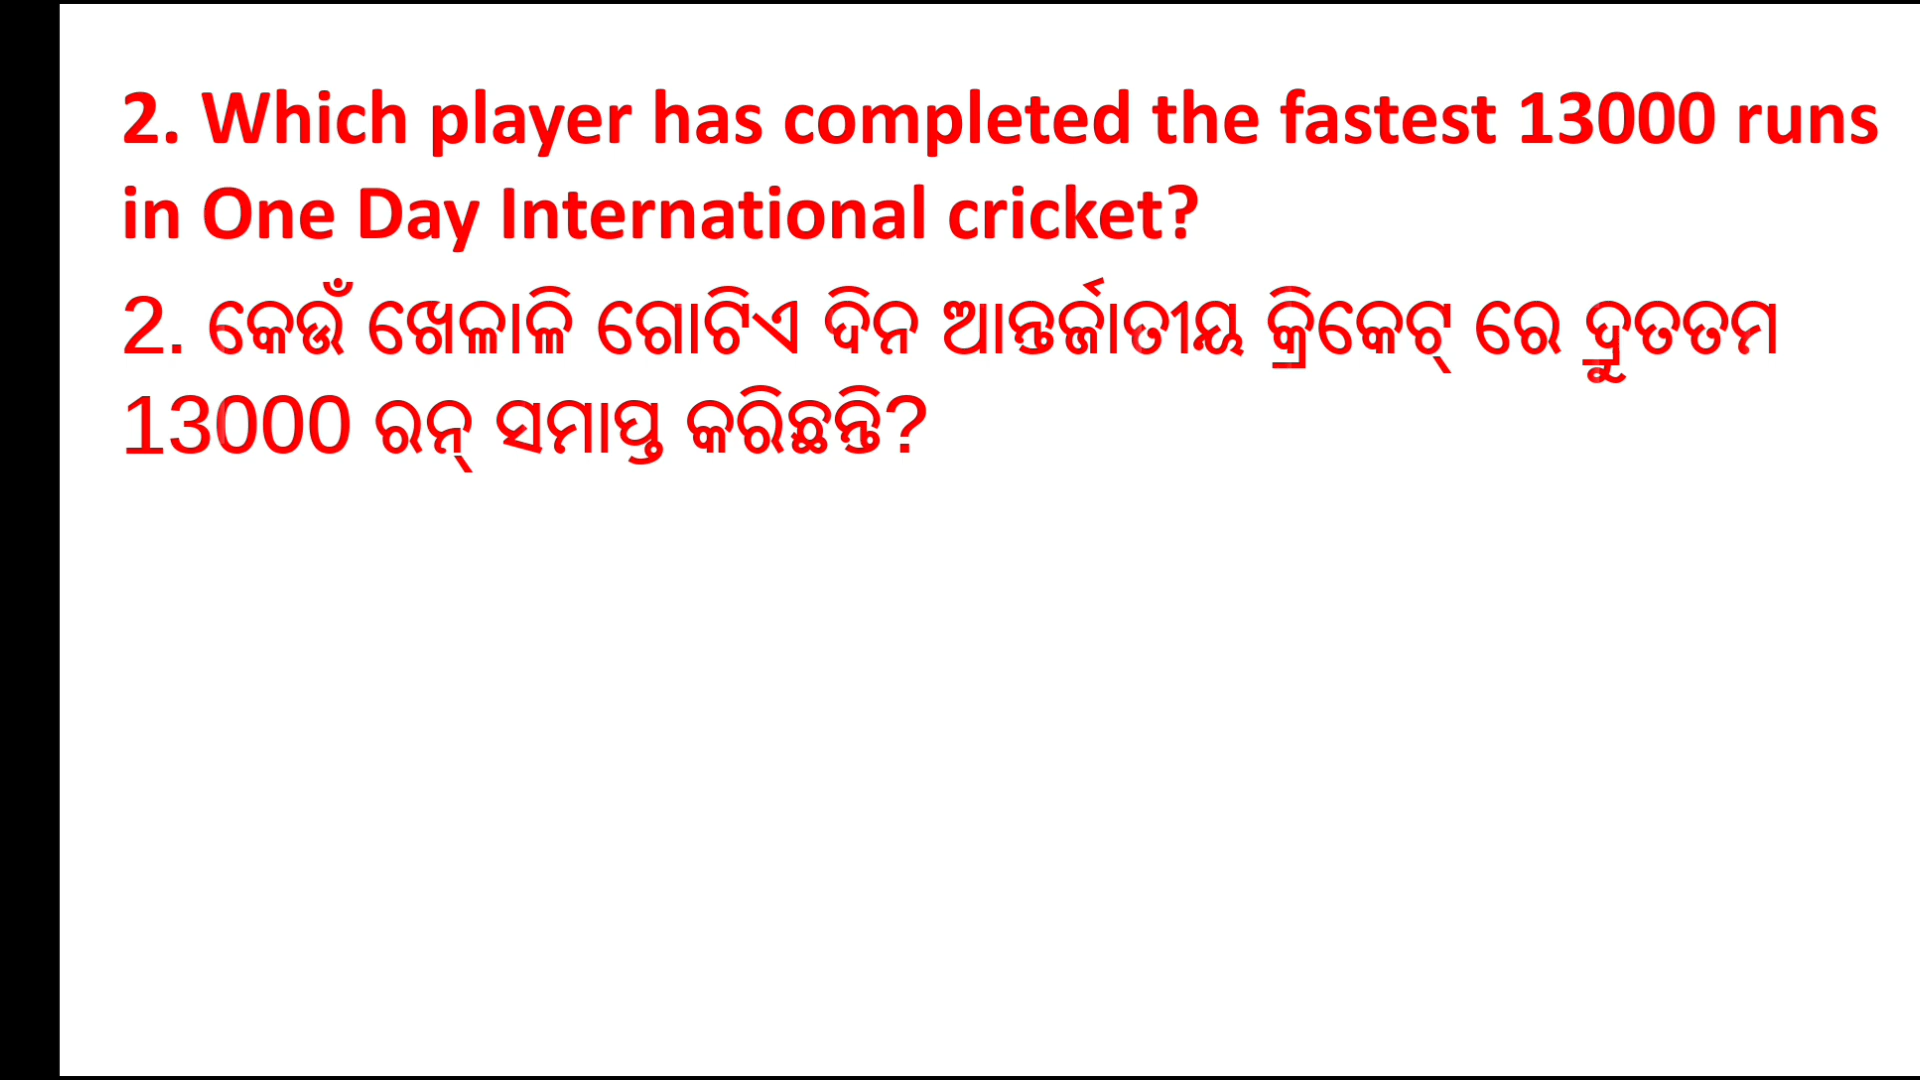 2. Which player has completed the fastest 13000 runs
in One Day International cricket?
2. କେଉଁ ଖେଳାଳି ଗୋଟିଏ ଦିନ ଆନ୍ତର୍ଜାତୀୟ କ୍ରିକେଟ୍ ରେ ଦ୍ରୁତତମ
13000 ରନ୍ ସମାପ୍ତ କରିଛନ୍ତି?